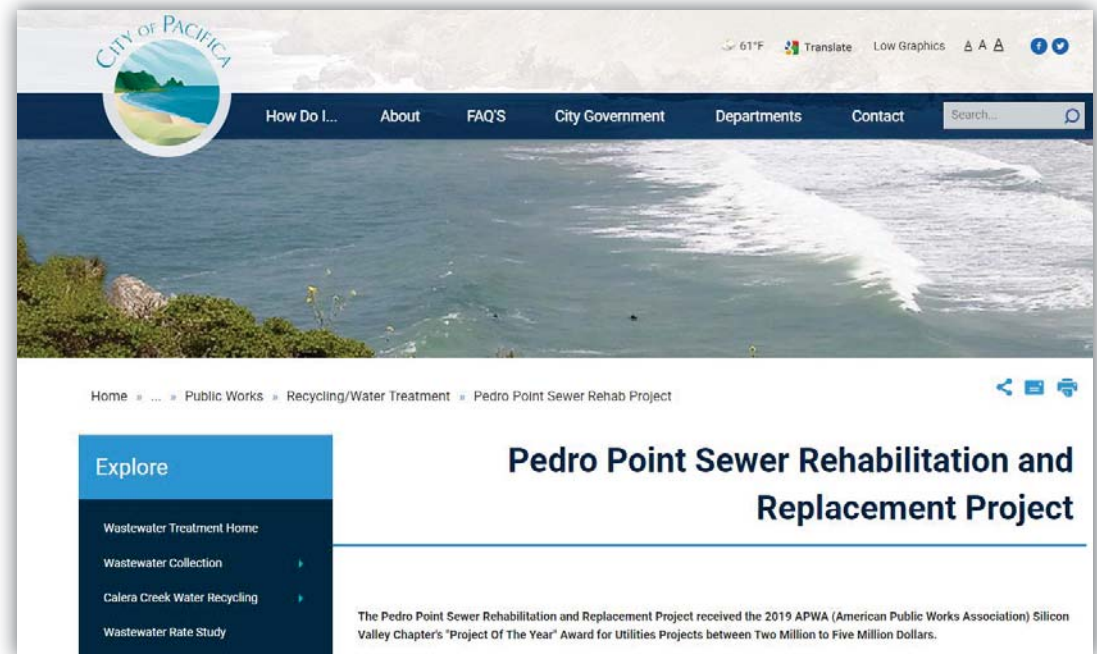 CITY OF PACIFICA
61°F Translate Low Graphics A A A
How Do I... About FAQ'S City Government Departments Contact Search...
Home » ... » Public Works » Recycling/Water Treatment » Pedro Point Sewer Rehab Project
Explore
Wastewater Treatment Home
Wastewater Collection
Calera Creek Water Recycling
Wastewater Rate Study
Pedro Point Sewer Rehabilitation and
Replacement Project
The Pedro Point Sewer Rehabilitation and Replacement Project received the 2019 APWA (American Public Works Association) Silicon
Valley Chapter's "Project Of The Year" Award for Utilities Projects between Two Million to Five Million Dollars.